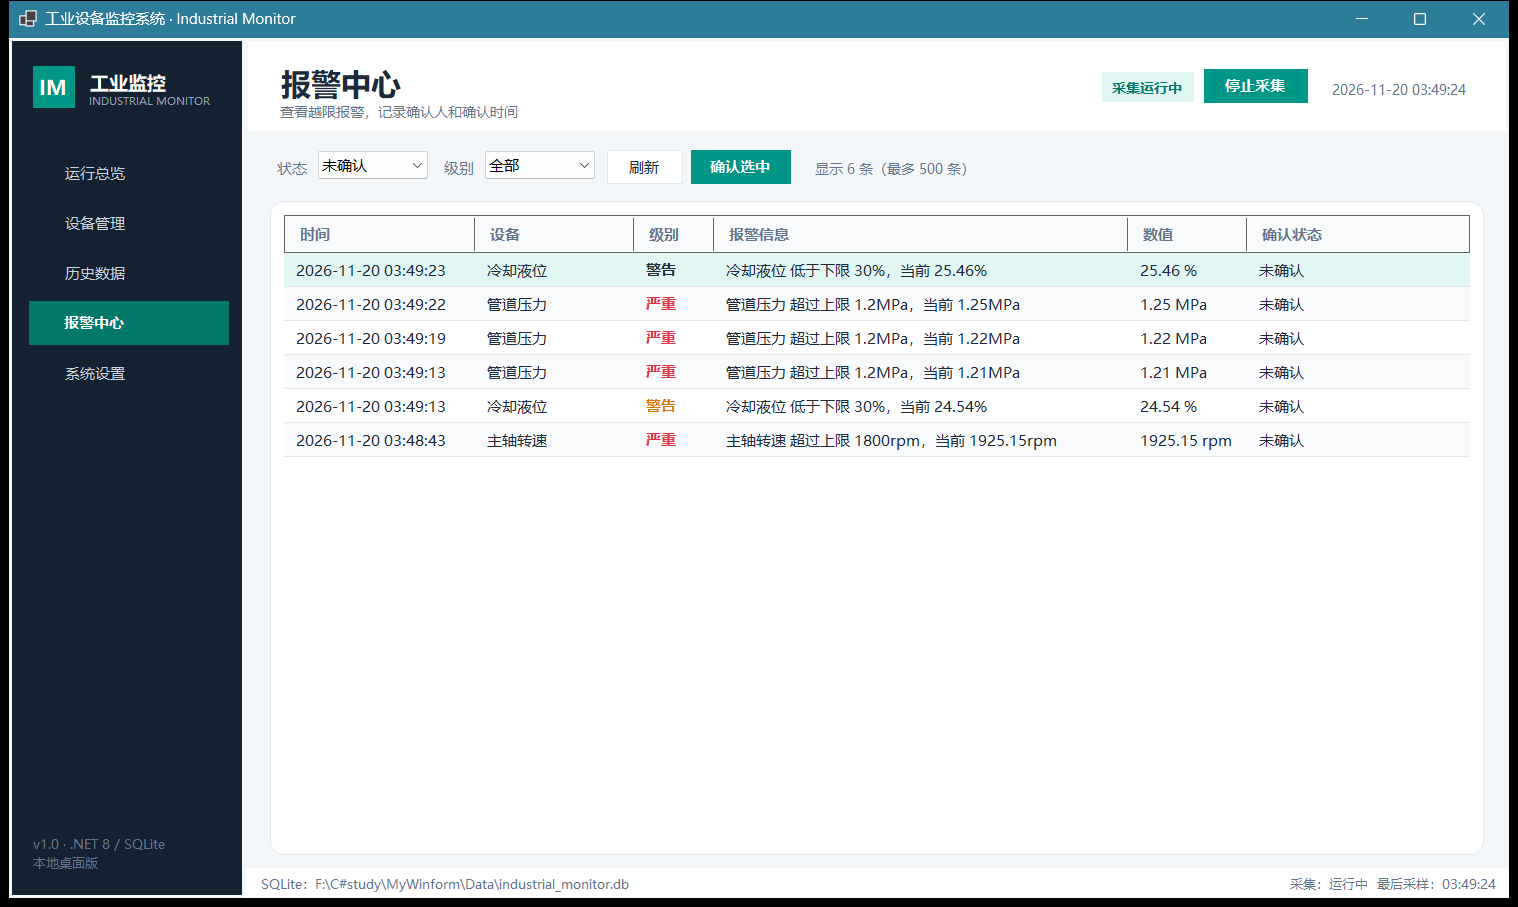 工业设备监控系统 · Industrial Monitor
IM
工业监控
INDUSTRIAL MONITOR
运行总览
设备管理
历史数据
报警中心
系统设置
v1.0 · .NET 8 / SQLite
本地桌面版
报警中心
查看越限报警，记录确认人和确认时间
采集运行中 停止采集 2026-11-20 03:49:24
状态 未确认 级别 全部 刷新 确认选中 显示 6 条（最多 500 条）
时间 设备 级别 报警信息 数值 确认状态
2026-11-20 03:49:23 冷却液位 警告 冷却液位 低于下限 30%，当前 25.46% 25.46 % 未确认
2026-11-20 03:49:22 管道压力 严重 管道压力 超过上限 1.2MPa，当前 1.25MPa 1.25 MPa 未确认
2026-11-20 03:49:19 管道压力 严重 管道压力 超过上限 1.2MPa，当前 1.22MPa 1.22 MPa 未确认
2026-11-20 03:49:13 管道压力 严重 管道压力 超过上限 1.2MPa，当前 1.21MPa 1.21 MPa 未确认
2026-11-20 03:49:13 冷却液位 警告 冷却液位 低于下限 30%，当前 24.54% 24.54 % 未确认
2026-11-20 03:48:43 主轴转速 严重 主轴转速 超过上限 1800rpm，当前 1925.15rpm 1925.15 rpm 未确认
SQLite：F:\C#study\MyWinform\Data\industrial_monitor.db
采集：运行中 最后采样：03:49:24